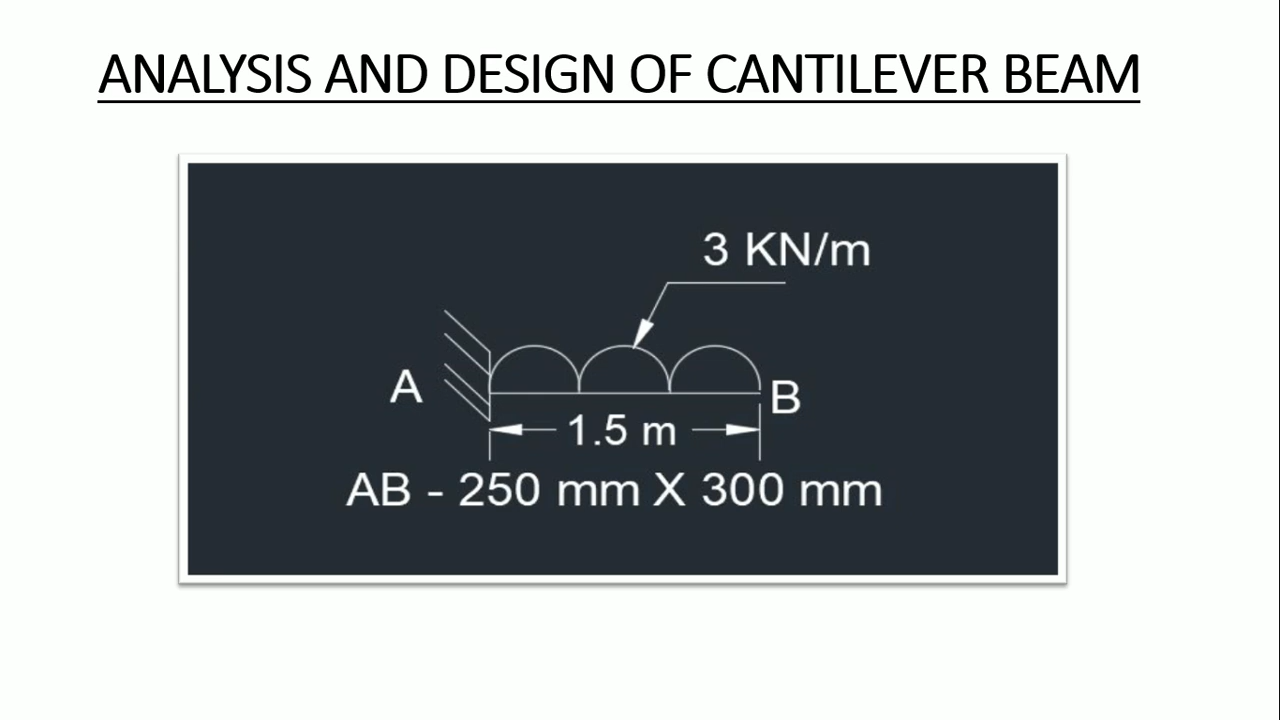 ANALYSIS AND DESIGN OF CANTILEVER BEAM
3 KN/m
A
B
1.5 m
AB - 250 mm X 300 mm